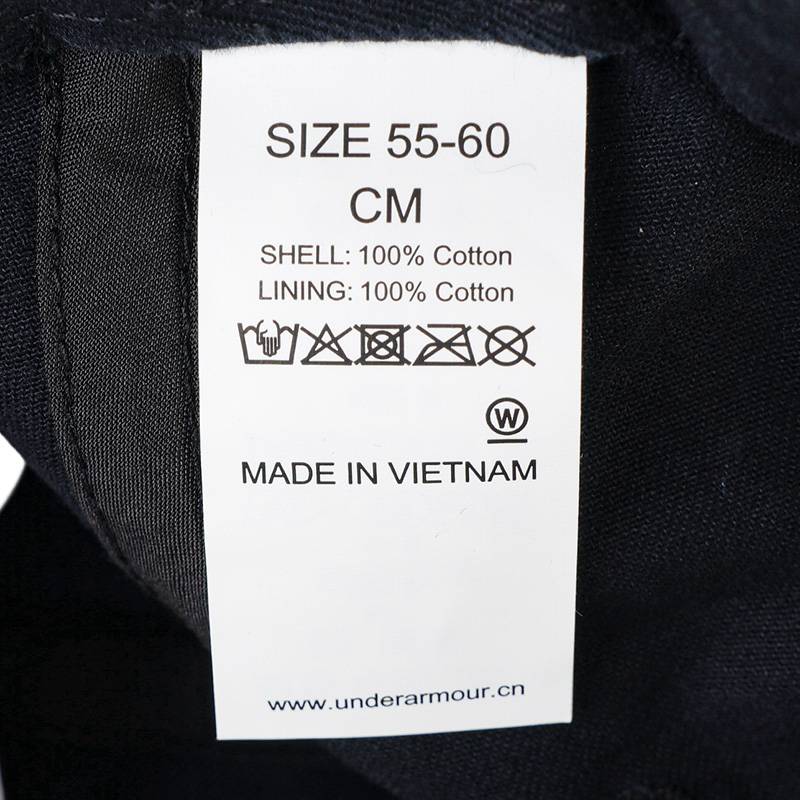 SIZE 55-60
CM
SHELL: 100% Cotton
LINING: 100% Cotton
W
MADE IN VIETNAM
www.underarmour.cn